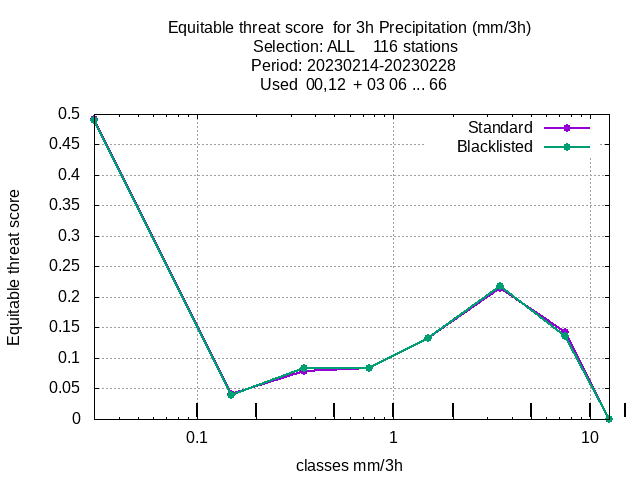 Equitable threat score  for 3h Precipitation (mm/3h)
Selection: ALL    116 stations
Period: 20230214-20230228
Used  00,12  + 03 06 ... 66
Standard
Blacklisted
0.5
0.45
0.4
0.35
0.3
0.25
0.2
0.15
0.1
0.05
0
Equitable threat score
0.1
1
10
classes mm/3h